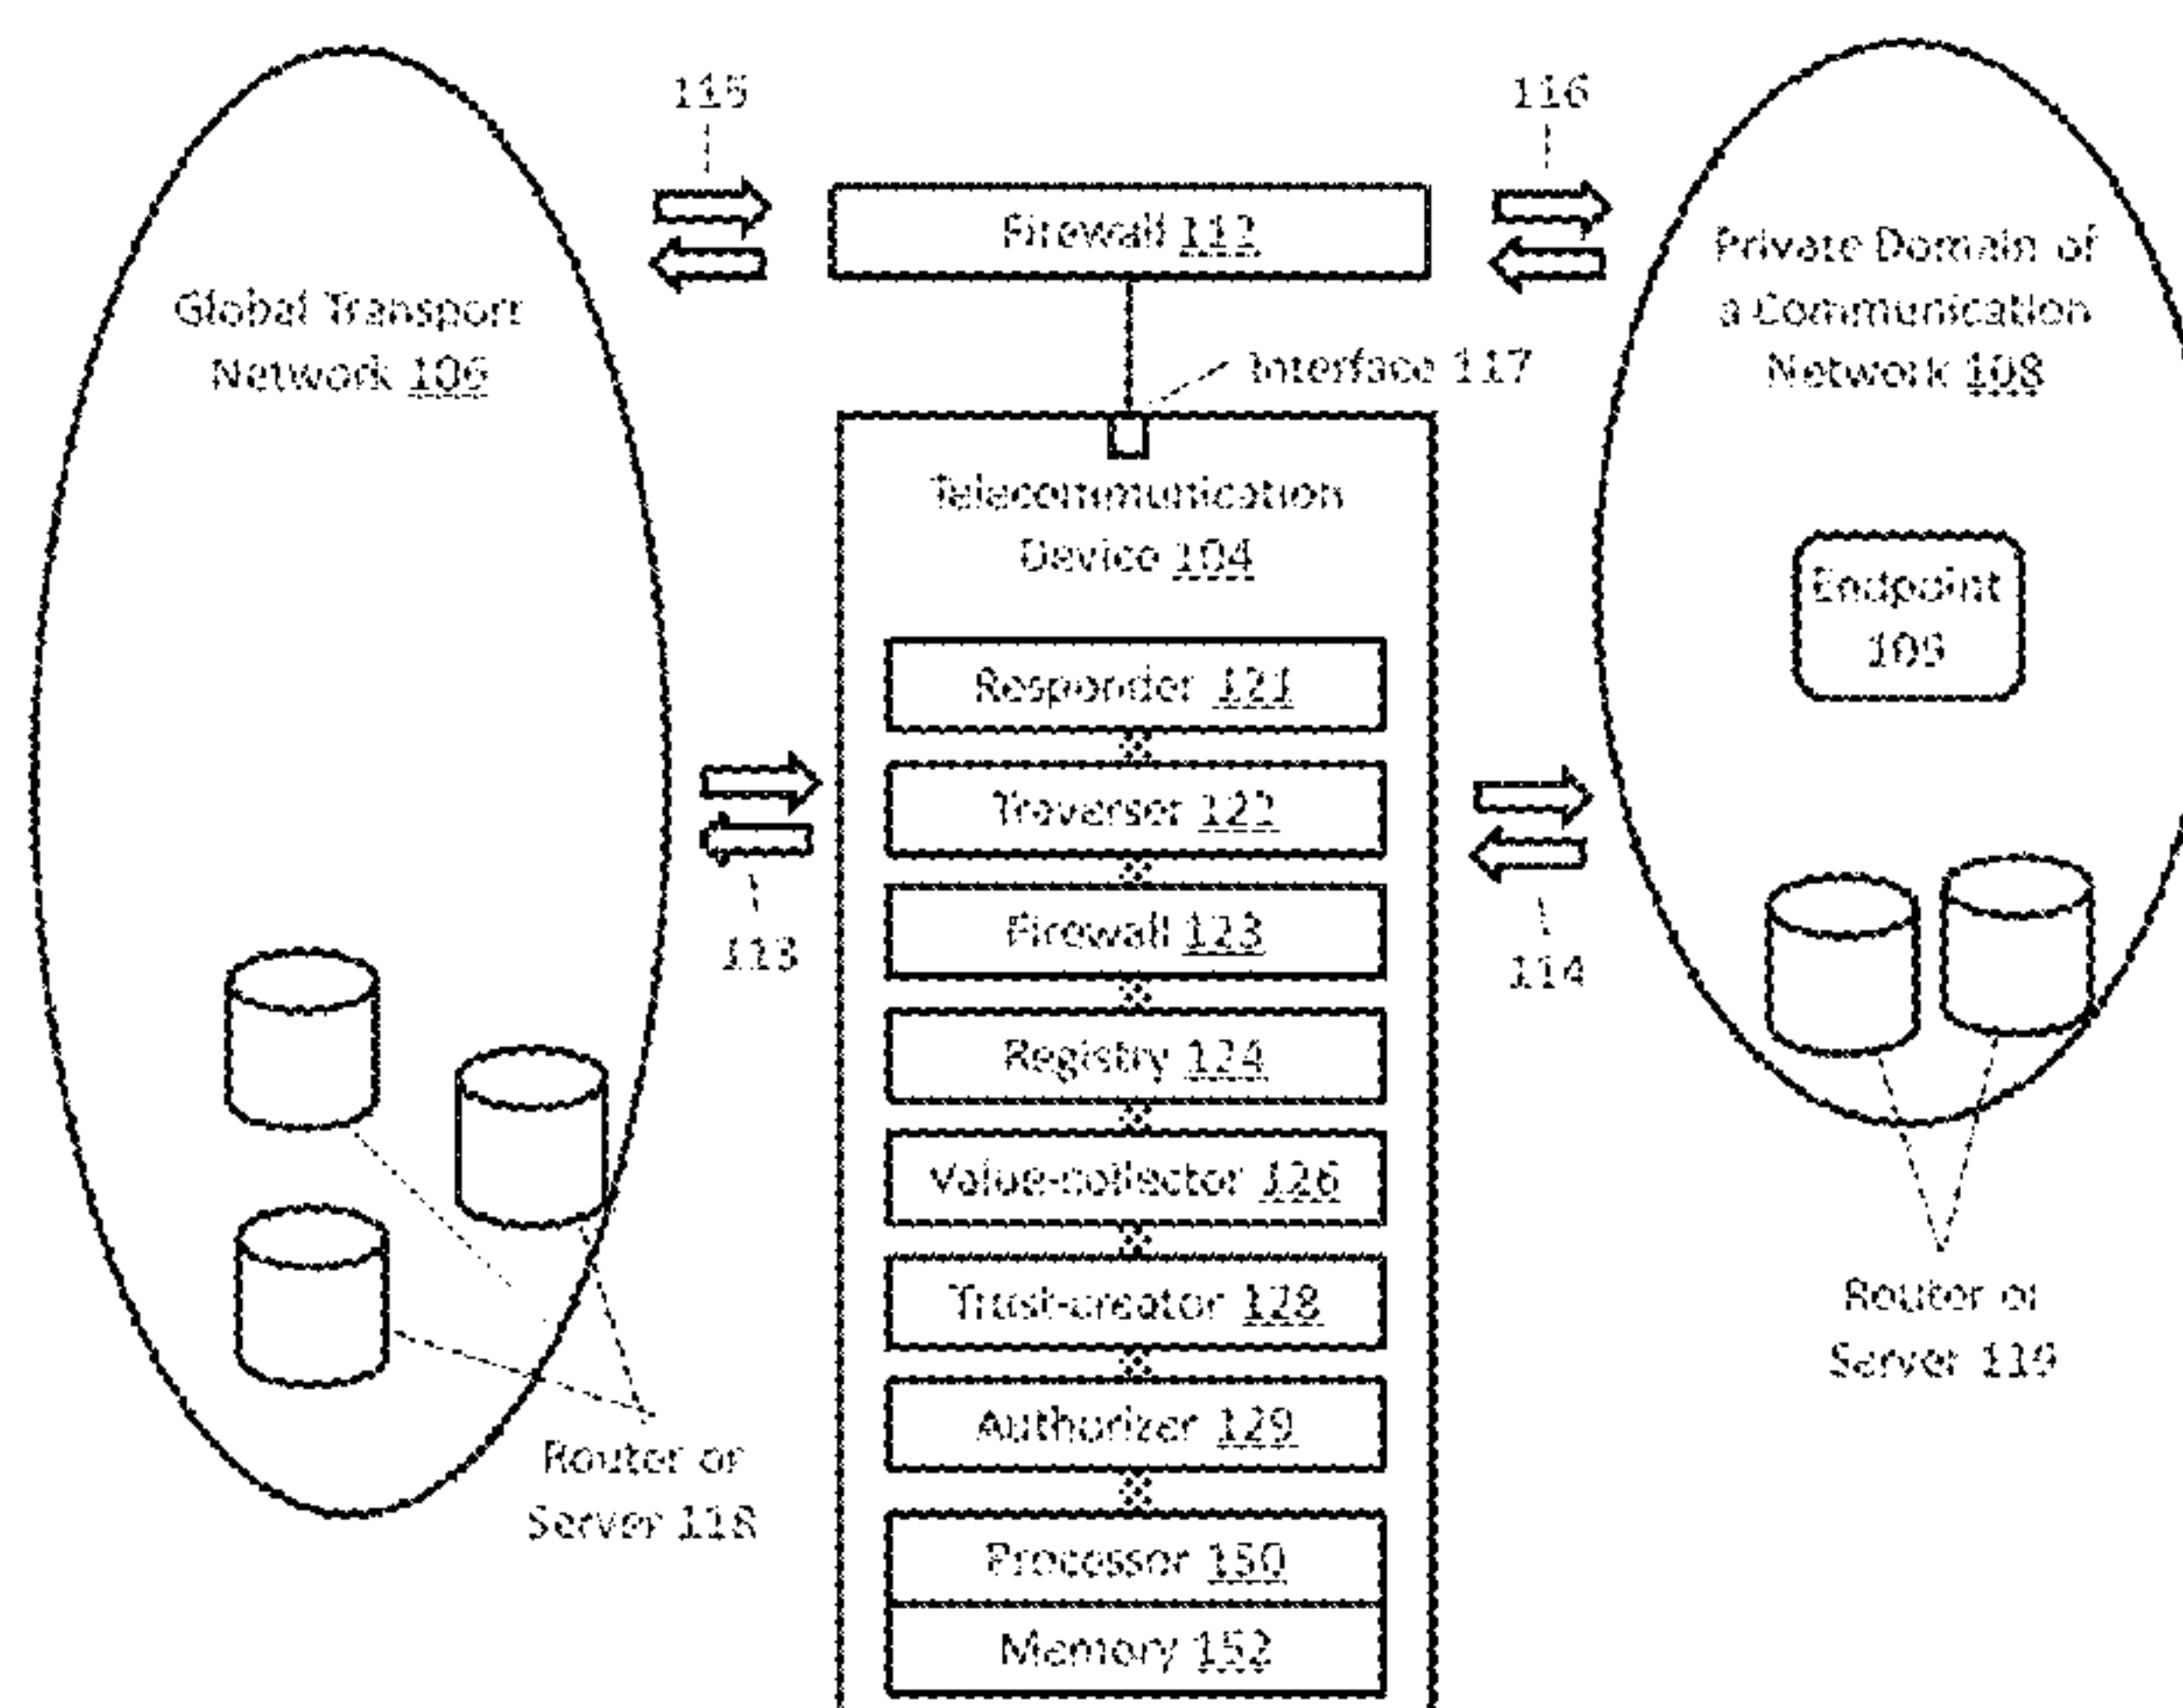 115
116
Firewall 112
Private Domain of
a Communication
Network 108
Global Transport
Network 106
Interface 117
Telecommunication
Device 104
Endpoint
109
Responder 121
Traverser 122
Firewall 123
113
114
Registry 124
Value-collector 126
Trust-creator 128
Router or
Server 119
Authorizer 129
Router or
Server 118
Processor 150
Memory 152